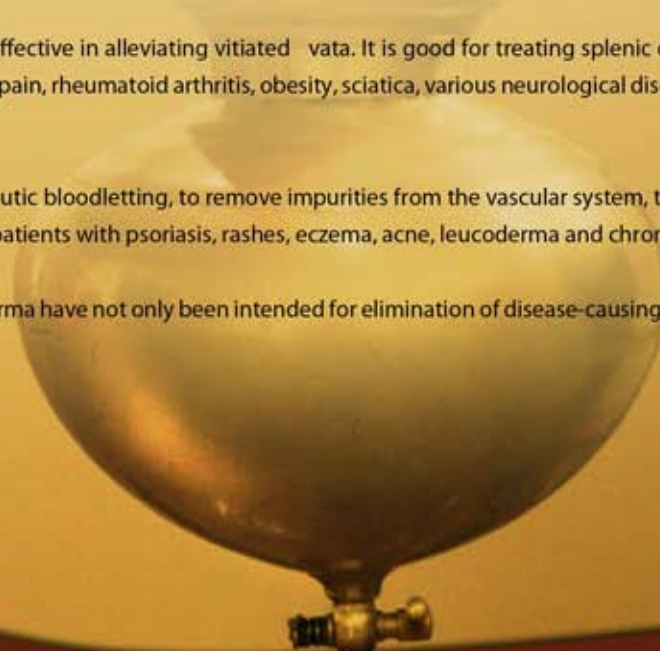 ffective in alleviating vitiated vata. It is good for treating splenic
pain, rheumatoid arthritis, obesity, sciatica, various neurological dis
utic bloodletting, to remove impurities from the vascular system, t
patients with psoriasis, rashes, eczema, acne, leucoderma and chron
rma have not only been intended for elimination of disease-causing